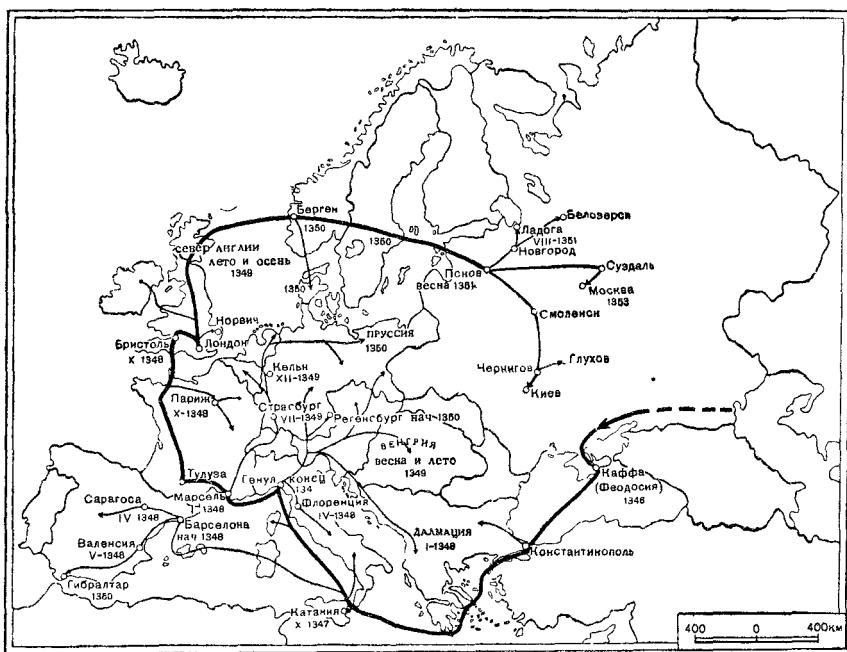 Берген
1350
1350
Белозерск
Ладога
VIII-1351
Новгород
север Англии
лето и осень
1349
1350
Псков
весна
Суздаль
Москва
1353
Смоленск
Норвич
Бристоль
X 1348
Лондон
ПРУССИЯ
1350
Кёльн
XII-1349
Чернигов
Глухов
Киев
Париж
X-1348
Страсбург
VII-1349
Регенсбург нач-1350
ВЕНГРИЯ
весна и лето
1349
Тулуза
Марсель
I-1348
Генуя
конец
134
Каффа
(Феодосия)
1346
Сарагоса
IV 1348
Флоренция
IV-1348
Барселона
нач 1348
ДАЛМАЦИЯ
I-1348
Валенсия
V-1348
Константинополь
Гибралтар
1350
Катания
X 1347
400 0 400км